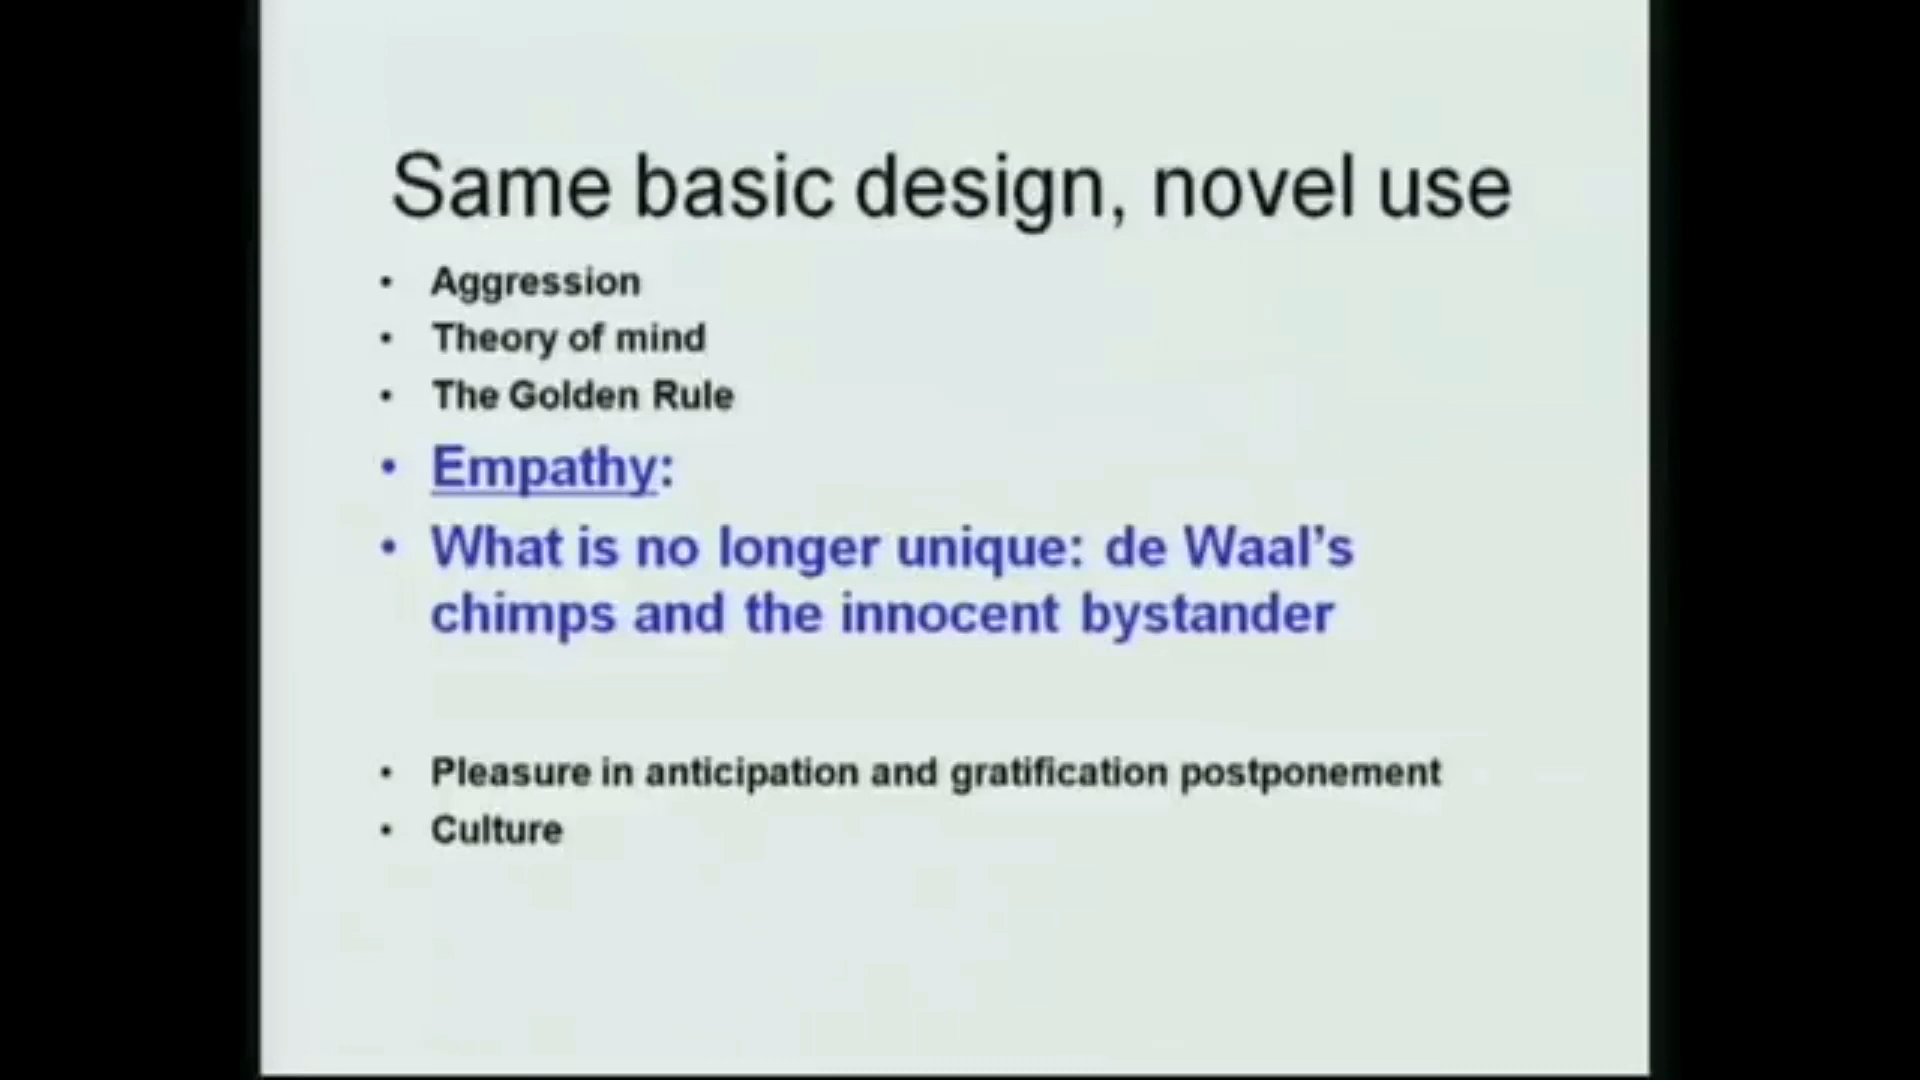 Same basic design, novel use
• Aggression
• Theory of mind
• The Golden Rule
• Empathy:
• What is no longer unique: de Waal’s
chimps and the innocent bystander
• Pleasure in anticipation and gratification postponement
• Culture